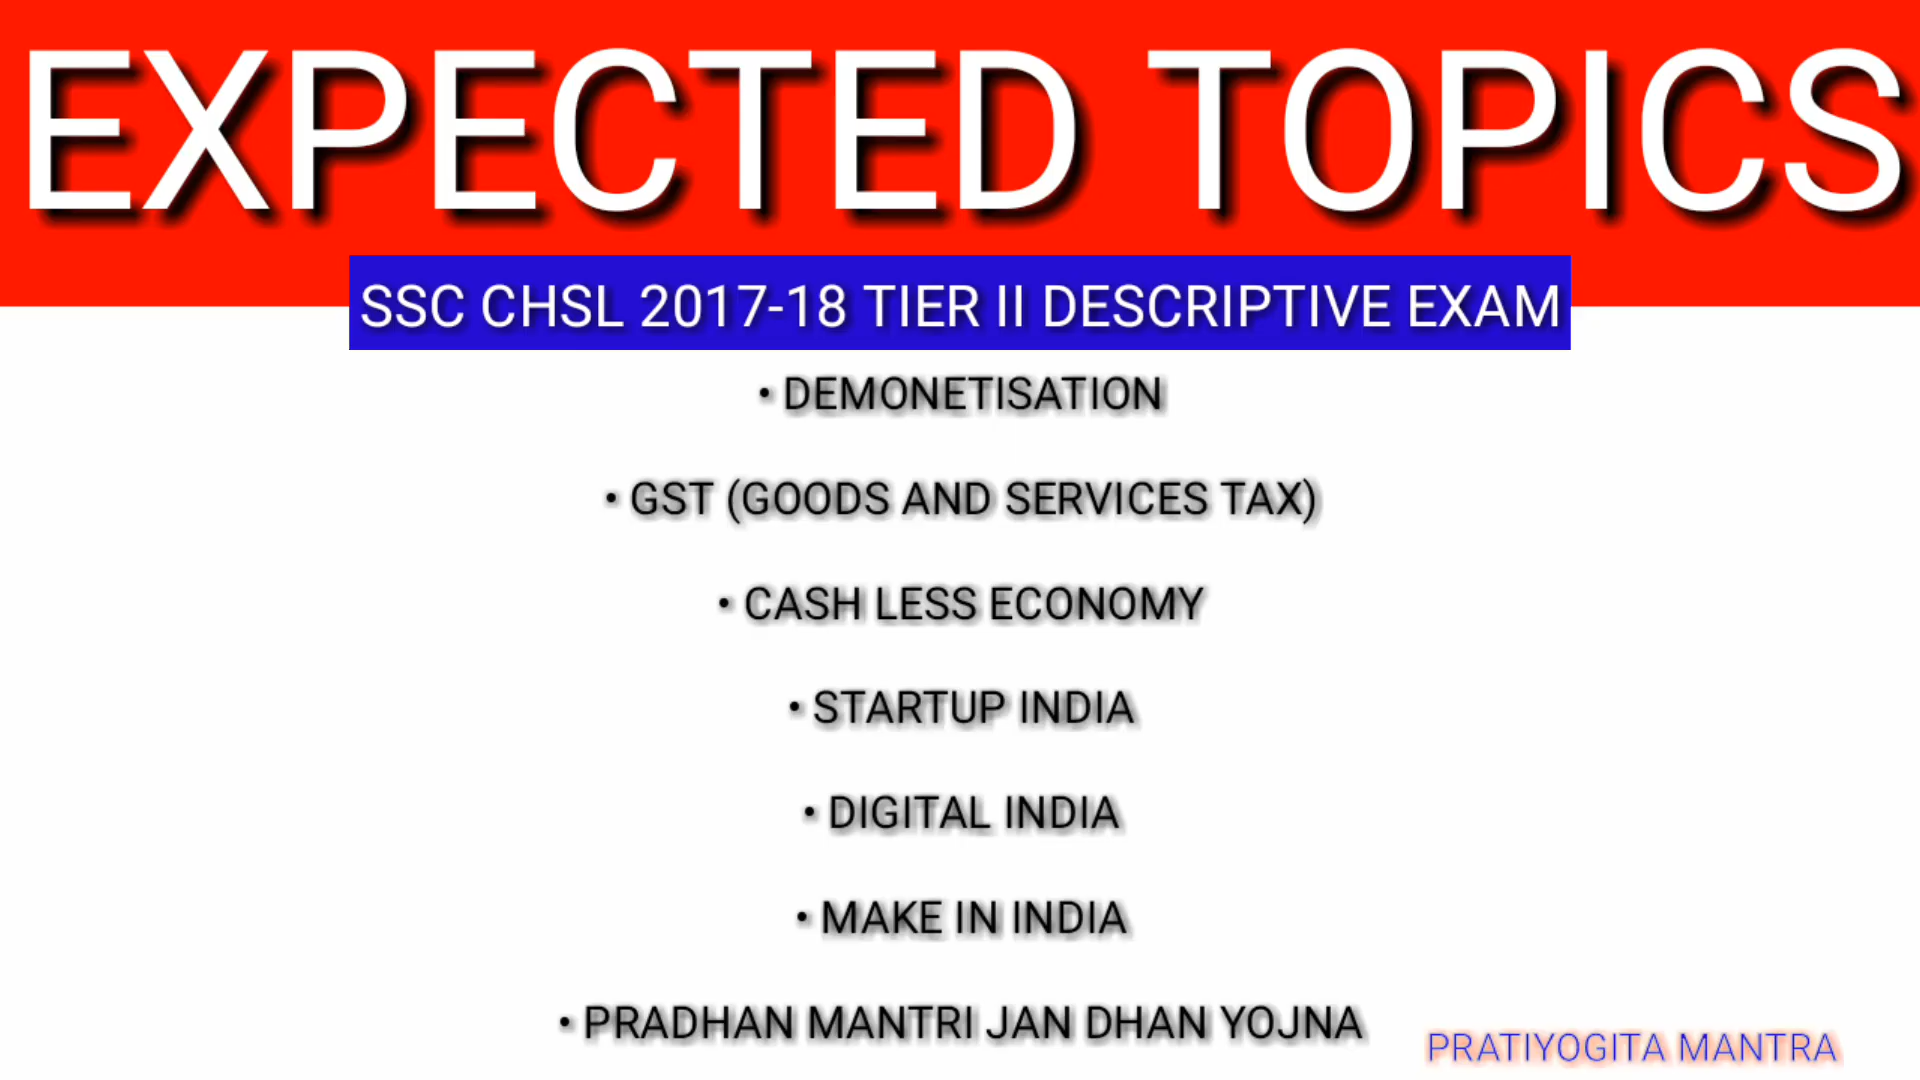 EXPECTED TOPICS
SSC CHSL 2017-18 TIER II DESCRIPTIVE EXAM
• DEMONETISATION
• GST (GOODS AND SERVICES TAX)
• CASH LESS ECONOMY
• STARTUP INDIA
• DIGITAL INDIA
• MAKE IN INDIA
• PRADHAN MANTRI JAN DHAN YOJNA
PRATIYOGITA MANTRA